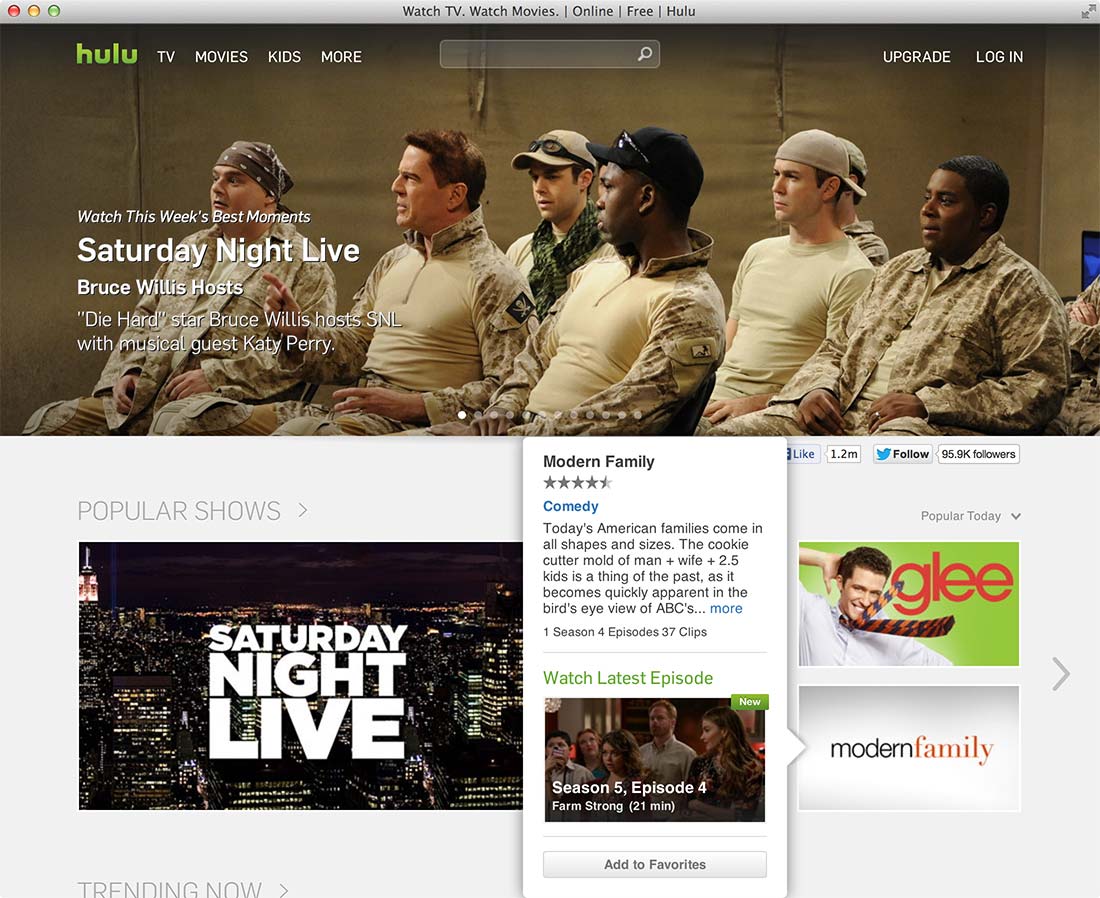 Watch TV. Watch Movies. | Online | Free | Hulu
hulu TV MOVIES KIDS MORE UPGRADE LOG IN
Watch This Week's Best Moments
Saturday Night Live
Bruce Willis Hosts
"Die Hard" star Bruce Willis hosts SNL
with musical guest Katy Perry.
Like 1.2m Follow 95.9K followers
POPULAR SHOWS
Popular Today
SATURDAY
NIGHT
LIVE
Modern Family
Comedy
Today's American families come in
all shapes and sizes. The cookie
cutter mold of man + wife + 2.5
kids is a thing of the past, as it
becomes quickly apparent in the
bird's eye view of ABC's... more
1 Season 4 Episodes 37 Clips
Watch Latest Episode
New
Season 5, Episode 4
Farm Strong (21 min)
Add to Favorites
glee
modernfamily
TRENDING NOW